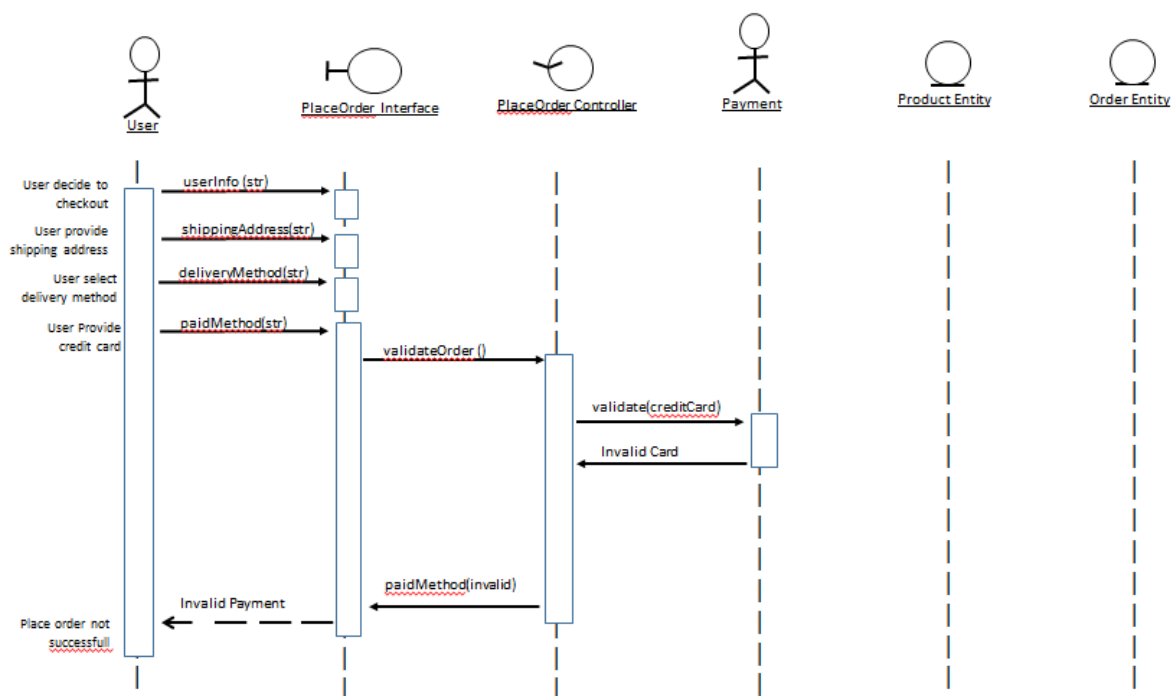 User
PlaceOrder Interface
PlaceOrder Controller
Payment
Product Entity
Order Entity
User decide to
checkout
userInfo (str)
User provide
shipping address
shippingAddress(str)
User select
delivery method
deliveryMethod(str)
User Provide
credit card
paidMethod(str)
validateOrder ()
validate(creditCard)
Invalid Card
paidMethod(invalid)
Invalid Payment
Place order not
successfull